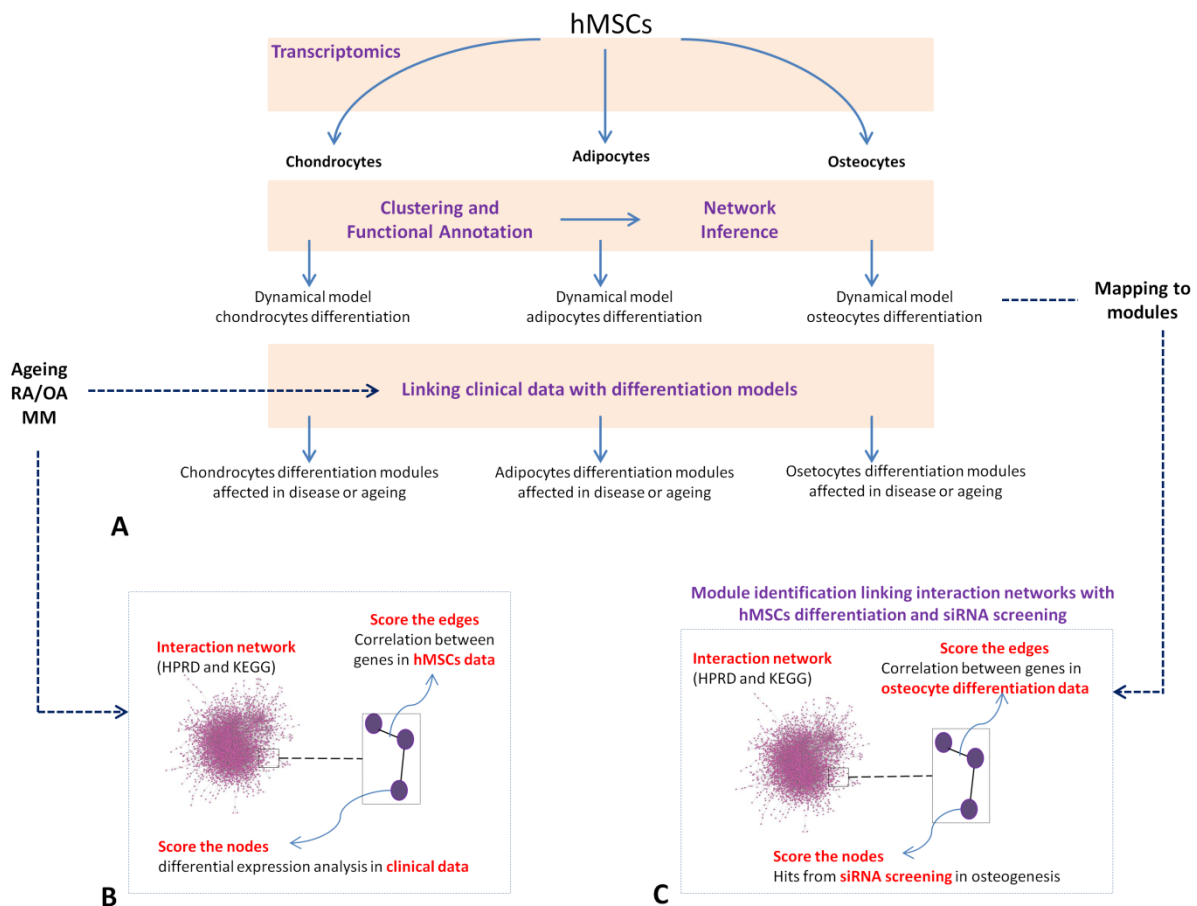 hMSCs
Transcriptomics
Chondrocytes
Adipocytes
Osteocytes
Clustering and
Functional Annotation
Network
Inference
Dynamical model
chondrocytes differentiation
Dynamical model
adipocytes differentiation
Dynamical model
osteocytes differentiation
Mapping to
modules
Ageing
RA/OA
MM
Linking clinical data with differentiation models
Chondrocytes differentiation modules
affected in disease or ageing
Adipocytes differentiation modules
affected in disease or ageing
Osetocytes differentiation modules
affected in disease or ageing
A
Interaction network
(HPRD and KEGG)
Score the edges
Correlation between
genes in hMSCs data
Score the nodes
differential expression analysis in clinical data
B
Module identification linking interaction networks with
hMSCs differentiation and siRNA screening
Interaction network
(HPRD and KEGG)
Score the edges
Correlation between genes in
osteocyte differentiation data
Score the nodes
Hits from siRNA screening in osteogenesis
C